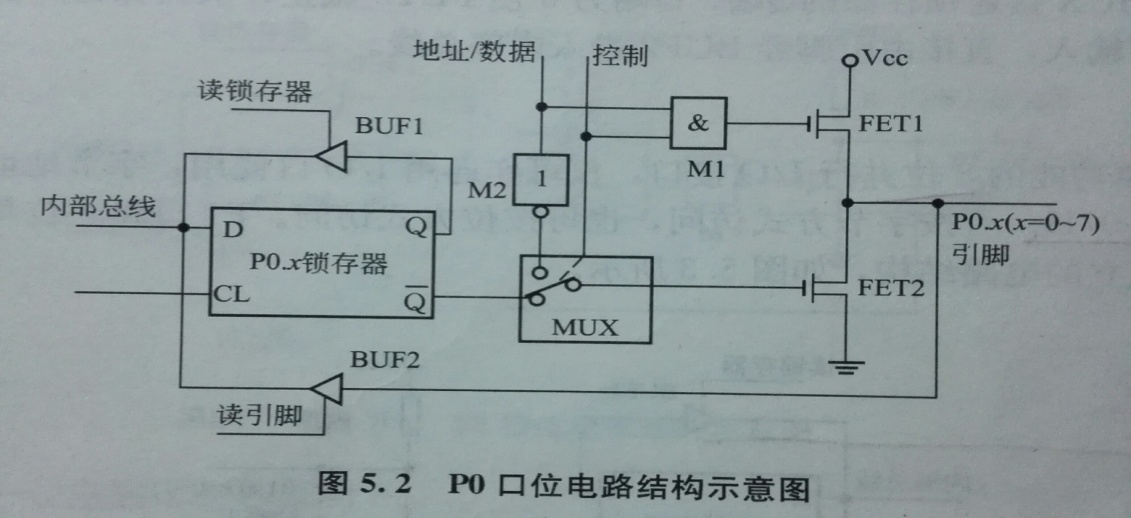 地址/数据 控制
Vcc
读锁存器
BUF1
&
FET1
M1
M2 1
内部总线
D Q
P0.x(x=0~7)
引脚
P0.x锁存器
CL Q̅
FET2
MUX
BUF2
读引脚
图 5.2 P0 口位电路结构示意图